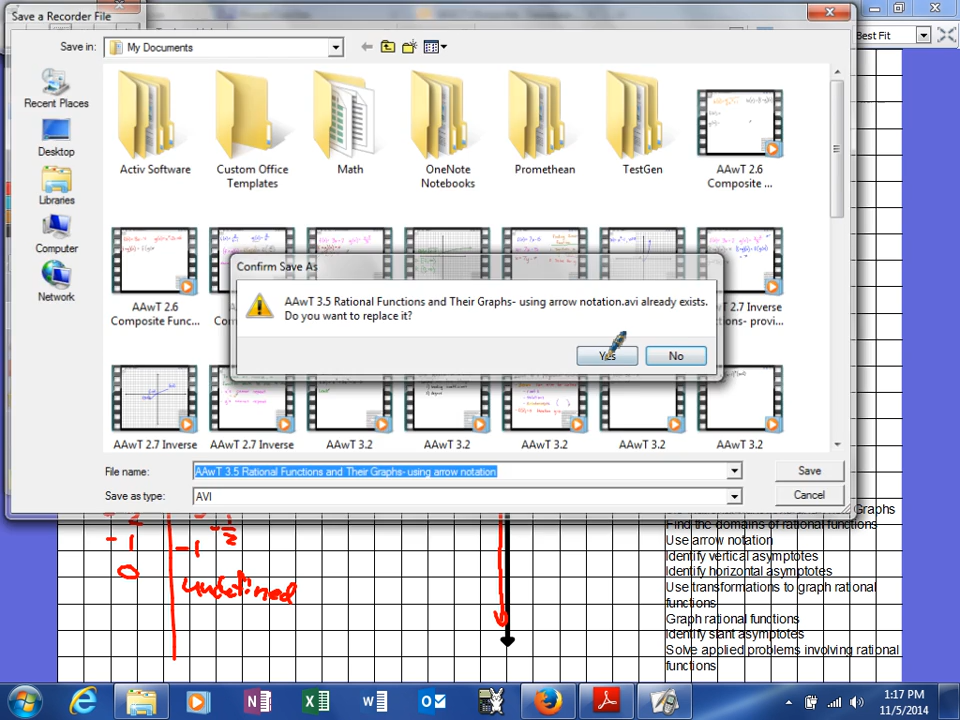 Save a Recorder File
Best Fit
Save in:
My Documents
Recent Places
Desktop
Libraries
Computer
Network
Activ Software
Custom Office
Templates
Math
OneNote
Notebooks
Promethean
TestGen
AAwT 2.6
Composite ...
Confirm Save As
AAwT 3.5 Rational Functions and Their Graphs- using arrow notation.avi already exists.
Do you want to replace it?
Yes
No
AAwT 2.6
Composite Func...
2.7 Inverse
ons- provi...
AAwT 2.7 Inverse
AAwT 2.7 Inverse
AAwT 3.2
AAwT 3.2
AAwT 3.2
AAwT 3.2
AAwT 3.2
File name:
AAwT 3.5 Rational Functions and Their Graphs- using arrow notation
Save
Save as type:
AVI
Cancel
Graphs
Find the domains of rational functions
Use arrow notation
Identify vertical asymptotes
Identify horizontal asymptotes
Use transformations to graph rational
functions
Graph rational functions
Identify slant asymptotes
Solve applied problems involving rational
functions
-1
-1
0
undefined
1:17 PM
11/5/2014